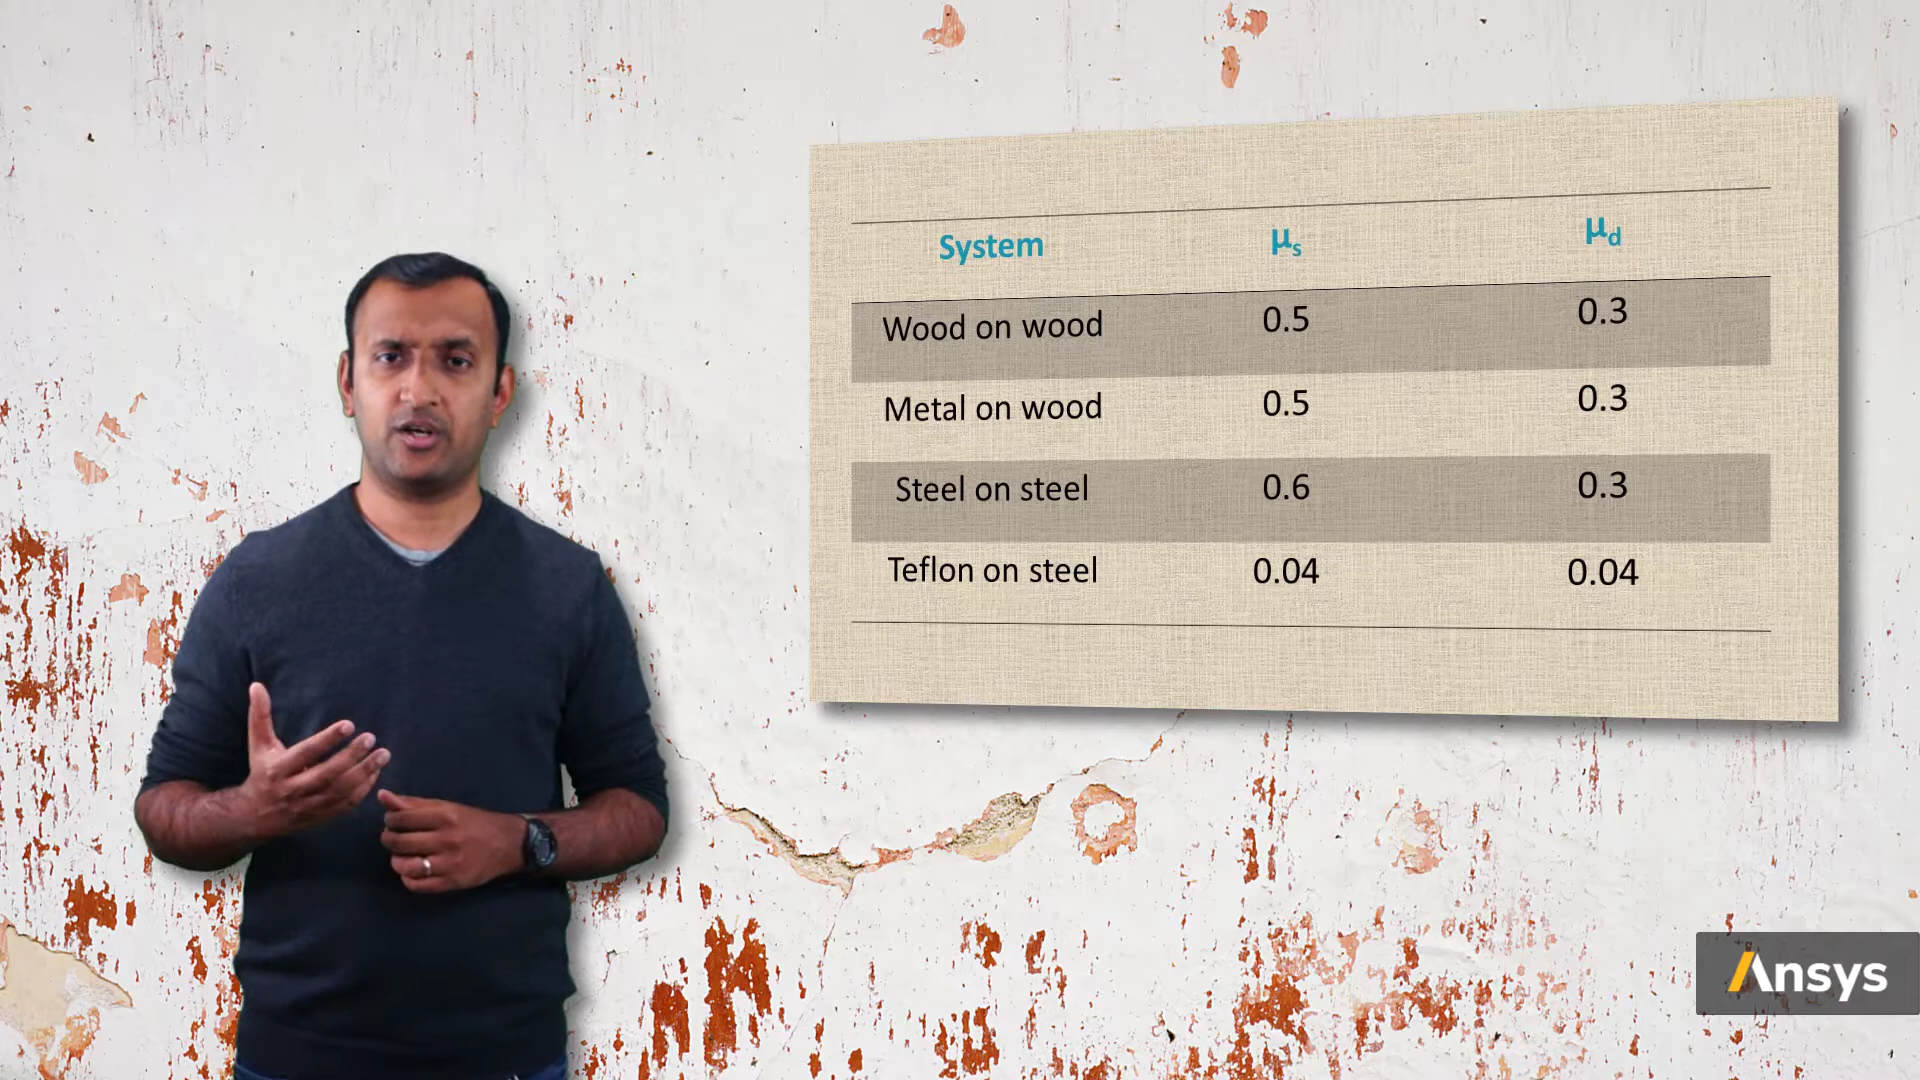 System μs μd
Wood on wood 0.5 0.3
Metal on wood 0.5 0.3
Steel on steel 0.6 0.3
Teflon on steel 0.04 0.04
Ansys